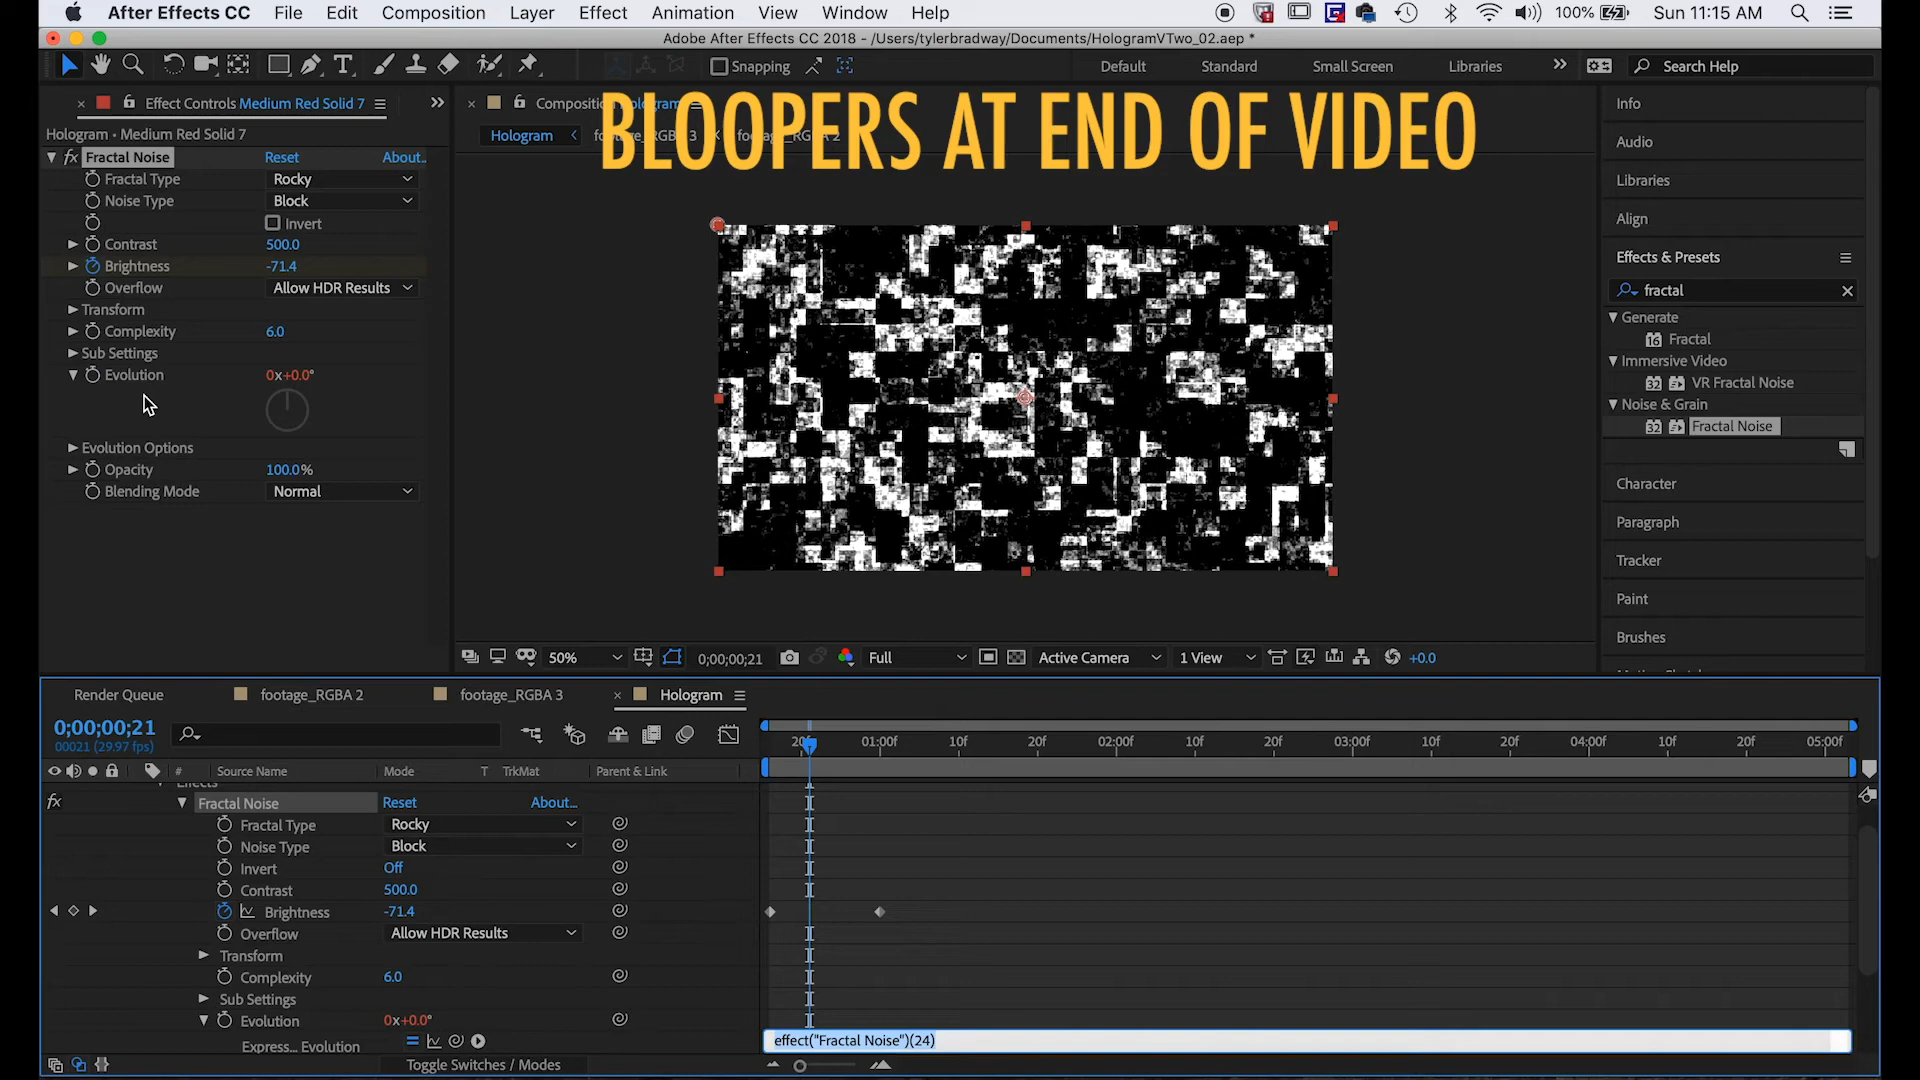 After Effects CC File Edit Composition Layer Effect Animation View Window Help 100% Sun 11:15 AM
Adobe After Effects CC 2018 - /Users/tylerbradway/Documents/HologramVTwo_02.aep *
Snapping Default Standard Small Screen Libraries Search Help
Effect Controls Medium Red Solid 7
Composition Hologram
BLOOPERS AT END OF VIDEO
Hologram • Medium Red Solid 7
Hologram
fx Fractal Noise Reset About..
Fractal Type Rocky
Noise Type Block
Invert
Contrast 500.0
Brightness -71.4
Overflow Allow HDR Results
Transform
Complexity 6.0
Sub Settings
Evolution 0x+0.0°
Evolution Options
Opacity 100.0%
Blending Mode Normal
50% 0;00;00;21 Full Active Camera 1 View +0.0
Info
Audio
Libraries
Align
Effects & Presets
fractal
Generate
16 Fractal
Immersive Video
32 VR Fractal Noise
Noise & Grain
32 Fractal Noise
Character
Paragraph
Tracker
Paint
Brushes
Render Queue footage_RGBA 2 footage_RGBA 3 Hologram
0;00;00;21
00021 (29.97 fps)
20f 01:00f 10f 20f 02:00f 10f 20f 03:00f 10f 20f 04:00f 10f 20f 05:00f
# Source Name Mode T TrkMat Parent & Link
Effects
fx Fractal Noise Reset About...
Fractal Type Rocky
Noise Type Block
Invert Off
Contrast 500.0
Brightness -71.4
Overflow Allow HDR Results
Transform
Complexity 6.0
Sub Settings
Evolution 0x+0.0°
Express... Evolution effect("Fractal Noise")(24)
Toggle Switches / Modes